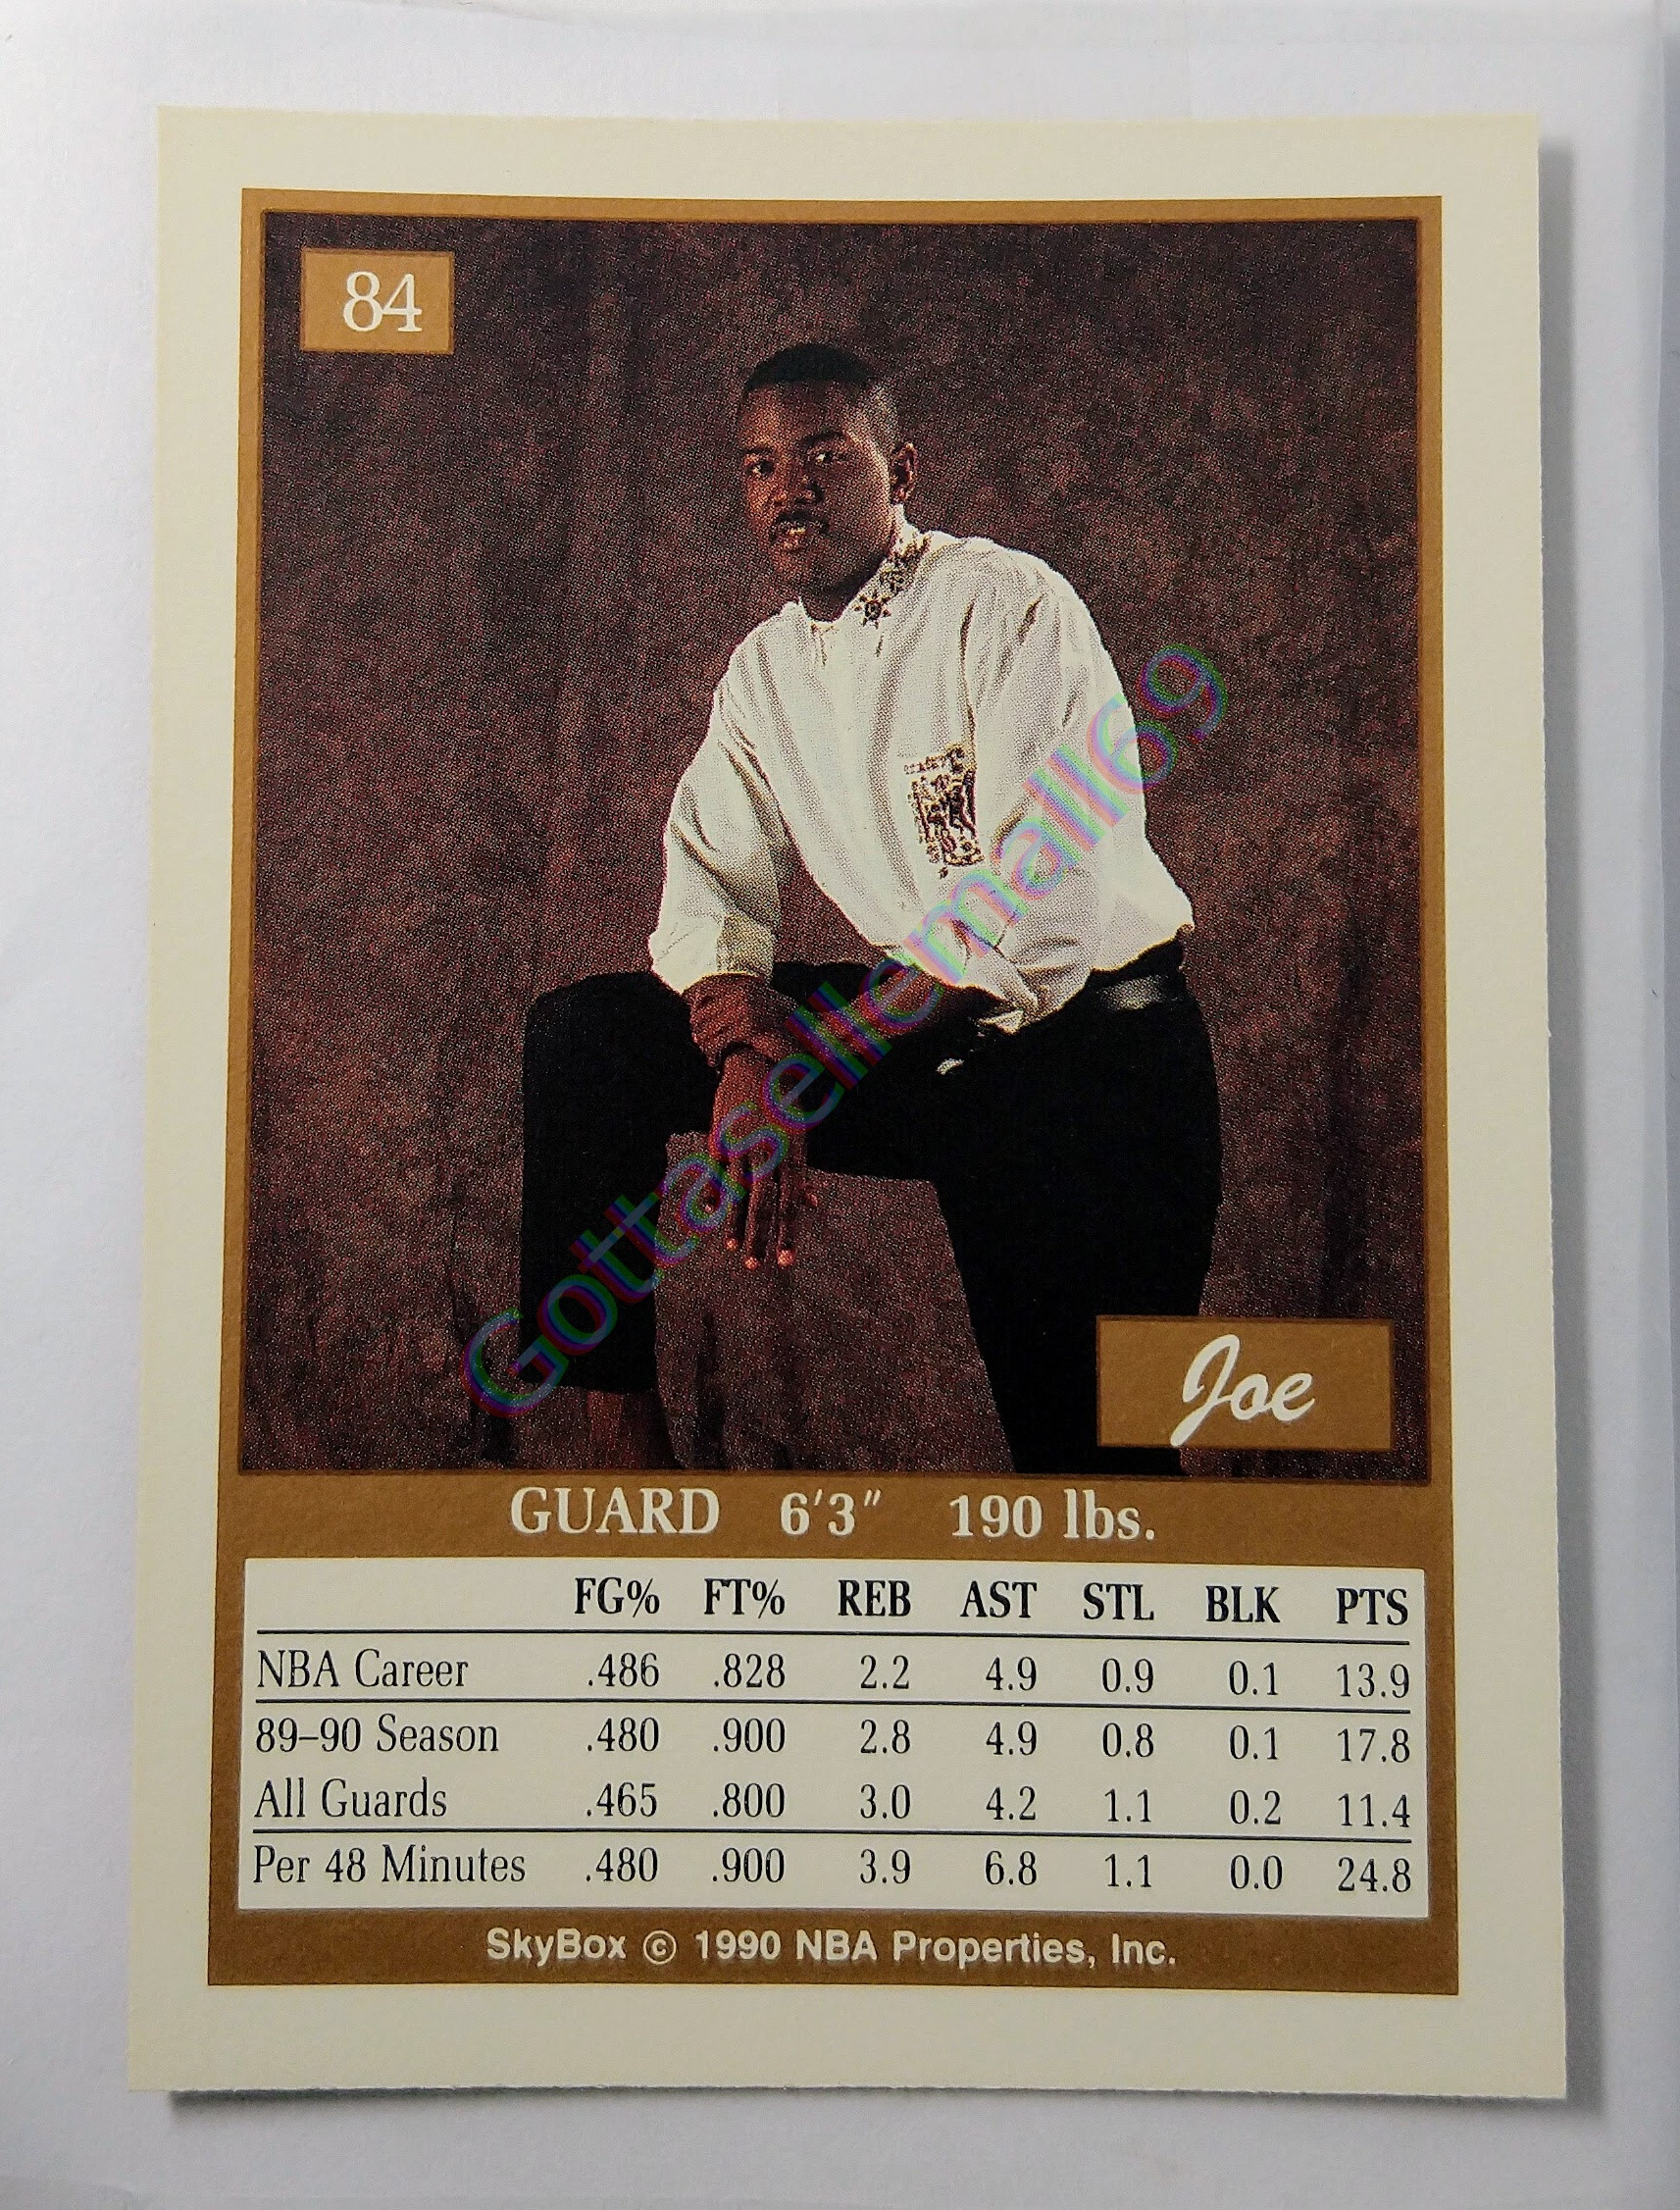 84
Gottasellemall69
Joe
GUARD 6'3" 190 lbs.
FG% FT% REB AST STL BLK PTS
NBA Career .486 .828 2.2 4.9 0.9 0.1 13.9
89–90 Season .480 .900 2.8 4.9 0.8 0.1 17.8
All Guards .465 .800 3.0 4.2 1.1 0.2 11.4
Per 48 Minutes .480 .900 3.9 6.8 1.1 0.0 24.8
SkyBox © 1990 NBA Properties, Inc.